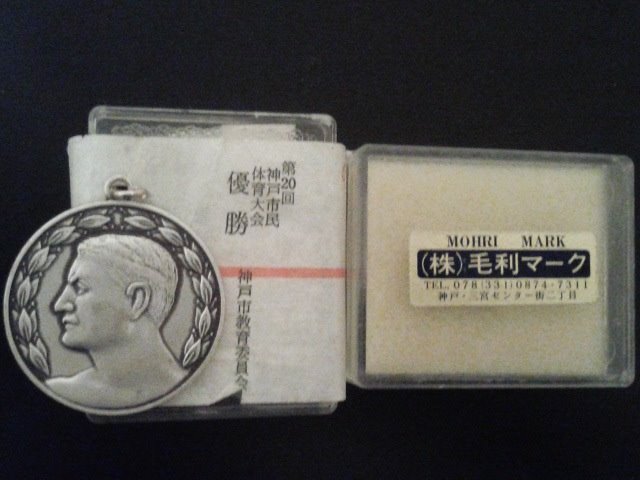 第20回
神戸市民
体育大会
優勝
神戸市教育委員会
MOHRI MARK
(株)毛利マーク
TEL.078(331)0874-7311
神戸・三宮センター街二丁目